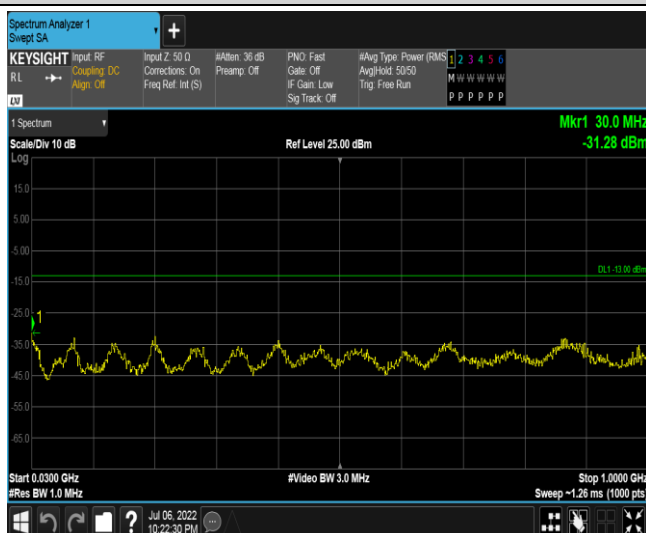 Spectrum Analyzer 1
Swept SA
KEYSIGHT Input: RF Input Z: 50 Ω #Atten: 36 dB PNO: Fast #Avg Type: Power (RMS 1 2 3 4 5 6
RL Coupling: DC Corrections: On Preamp: Off Gate: Off Avg|Hold: 50/50 M W W W W W
Align: Off Freq Ref: Int (S) IF Gain: Low Trig: Free Run
LXI Sig Track: Off P P P P P P
1 Spectrum Mkr1 30.0 MHz
Scale/Div 10 dB Ref Level 25.00 dBm -31.28 dBm
Log
15.0
5.00
-5.00
DL1 -13.00 dBm
-15.0
-25.0 1
-35.0
-45.0
-55.0
-65.0
Start 0.0300 GHz #Video BW 3.0 MHz Stop 1.0000 GHz
#Res BW 1.0 MHz Sweep ~1.26 ms (1000 pts)
? Jul 06, 2022
10:22:30 PM